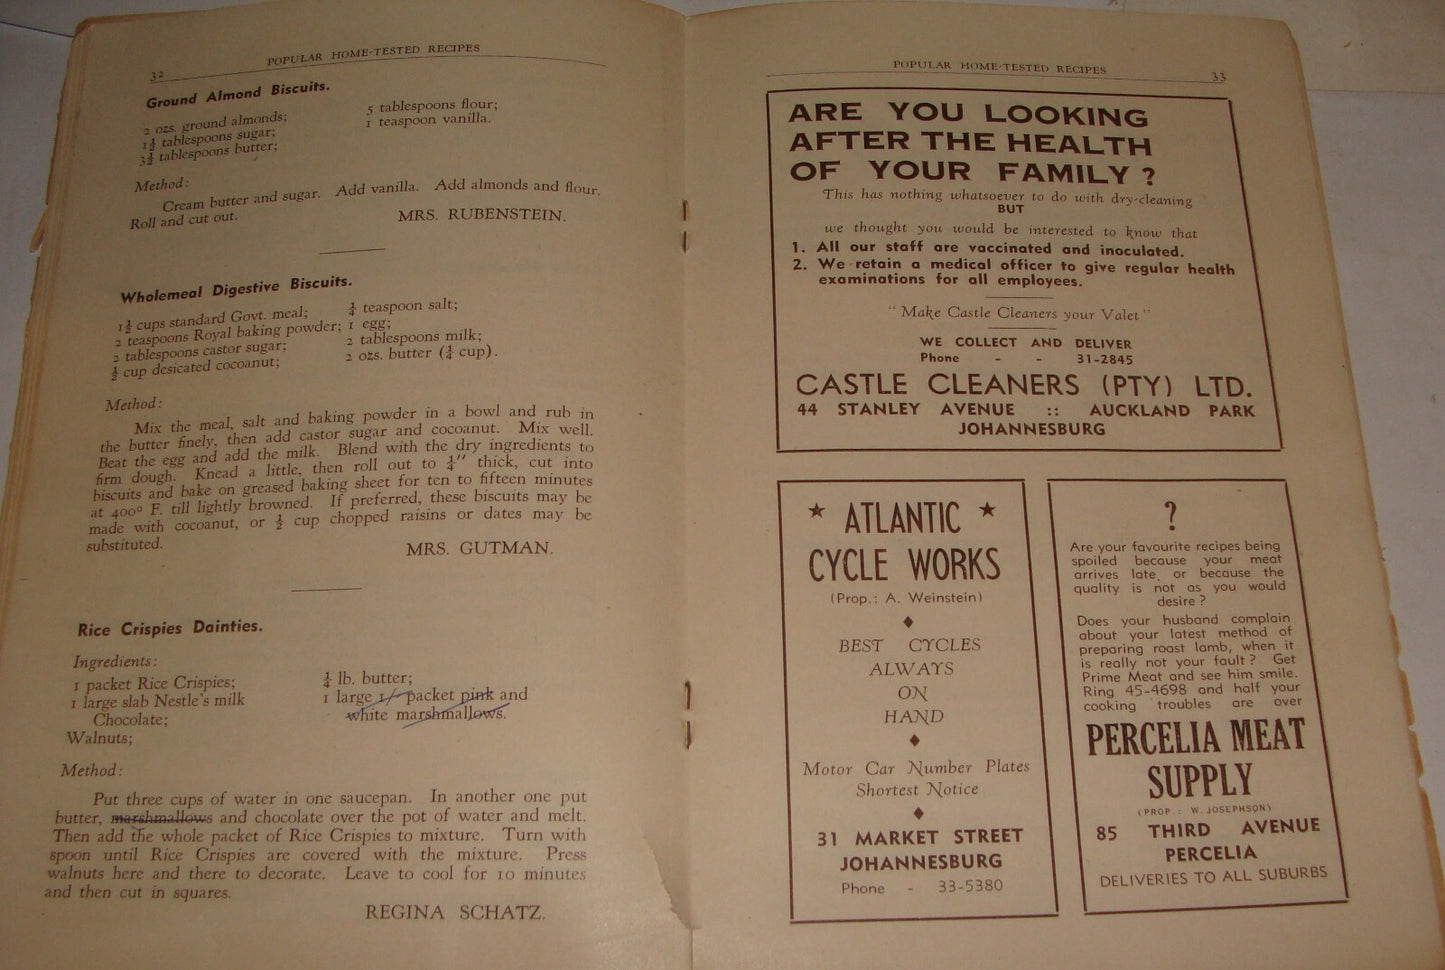 32
POPULAR HOME-TESTED RECIPES
Ground Almond Biscuits.
2 ozs. ground almonds;
1½ tablespoons sugar;
3½ tablespoons butter;
5 tablespoons flour;
1 teaspoon vanilla.
Method:
Cream butter and sugar. Add vanilla. Add almonds and flour.
Roll and cut out.
MRS. RUBENSTEIN.
Wholemeal Digestive Biscuits.
1½ cups standard Govt. meal;
2 teaspoons Royal baking powder;
2 tablespoons castor sugar;
½ cup desicated cocoanut;
¼ teaspoon salt;
1 egg;
2 tablespoons milk;
2 ozs. butter (¼ cup).
Method:
Mix the meal, salt and baking powder in a bowl and rub in
the butter finely, then add castor sugar and cocoanut. Mix well.
Beat the egg and add the milk. Blend with the dry ingredients to
firm dough. Knead a little, then roll out to ¼″ thick, cut into
biscuits and bake on greased baking sheet for ten to fifteen minutes
at 400° F. till lightly browned. If preferred, these biscuits may be
made with cocoanut, or ½ cup chopped raisins or dates may be
substituted.
MRS. GUTMAN.
Rice Crispies Dainties.
Ingredients:
1 packet Rice Crispies;
1 large slab Nestle's milk
Chocolate;
Walnuts;
¼ lb. butter;
1 large 1/- packet pink and
white marshmallows.
Method:
Put three cups of water in one saucepan. In another one put
butter, marshmallows and chocolate over the pot of water and melt.
Then add the whole packet of Rice Crispies to mixture. Turn with
spoon until Rice Crispies are covered with the mixture. Press
walnuts here and there to decorate. Leave to cool for 10 minutes
and then cut in squares.
REGINA SCHATZ.
POPULAR HOME-TESTED RECIPES
33
ARE YOU LOOKING
AFTER THE HEALTH
OF YOUR FAMILY?
This has nothing whatsoever to do with dry-cleaning
BUT
we thought you would be interested to know that
1. All our staff are vaccinated and inoculated.
2. We retain a medical officer to give regular health
examinations for all employees.
"Make Castle Cleaners your Valet"
WE COLLECT AND DELIVER
Phone - - 31-2845
CASTLE CLEANERS (PTY) LTD.
44 STANLEY AVENUE :: AUCKLAND PARK
JOHANNESBURG
★ ATLANTIC ★
CYCLE WORKS
(Prop.: A. Weinstein)
BEST CYCLES
ALWAYS
ON
HAND
Motor Car Number Plates
Shortest Notice
31 MARKET STREET
JOHANNESBURG
Phone - 33-5380
?
Are your favourite recipes being
spoiled because your meat
arrives late, or because the
quality is not as you would
desire?
Does your husband complain
about your latest method of
preparing roast lamb, when it
is really not your fault? Get
Prime Meat and see him smile.
Ring 45-4698 and half your
cooking troubles are over
PERCELIA MEAT
SUPPLY
(PROP.: W. JOSEPHSON)
85 THIRD AVENUE
PERCELIA
DELIVERIES TO ALL SUBURBS